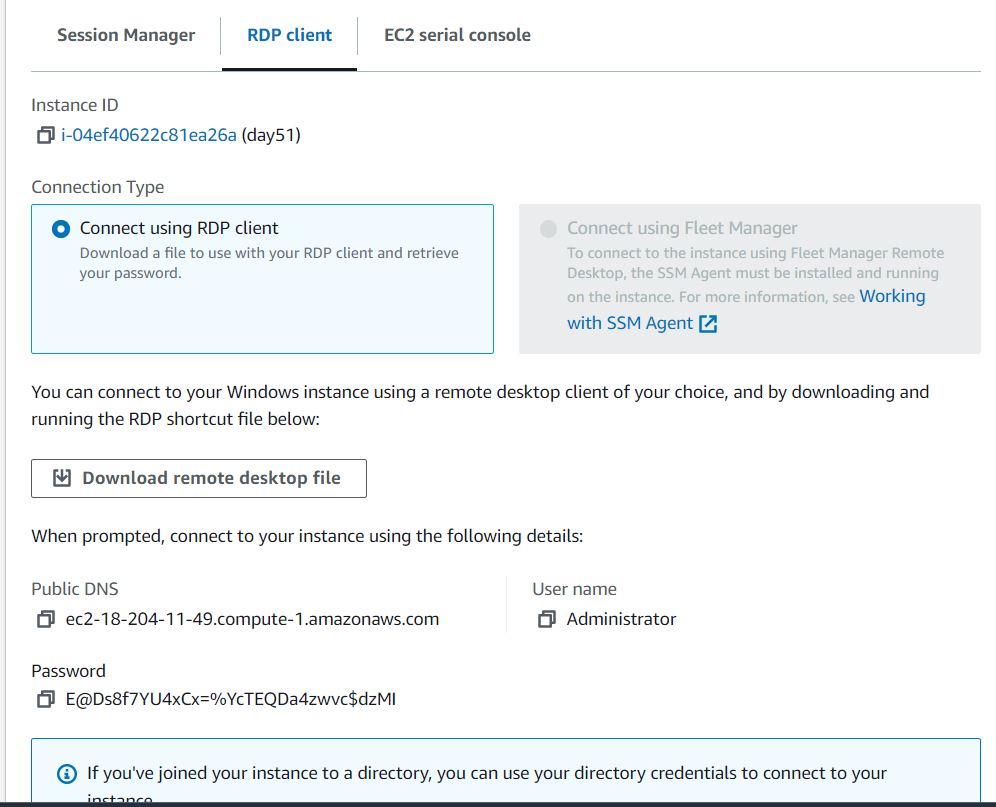 Session Manager
RDP client
EC2 serial console
Instance ID
i-04ef40622c81ea26a (day51)
Connection Type
Connect using RDP client
Download a file to use with your RDP client and retrieve
your password.
Connect using Fleet Manager
To connect to the instance using Fleet Manager Remote
Desktop, the SSM Agent must be installed and running
on the instance. For more information, see Working
with SSM Agent
You can connect to your Windows instance using a remote desktop client of your choice, and by downloading and
running the RDP shortcut file below:
Download remote desktop file
When prompted, connect to your instance using the following details:
Public DNS
ec2-18-204-11-49.compute-1.amazonaws.com
User name
Administrator
Password
E@Ds8f7YU4xCx=%YcTEQDa4zwvc$dzMI
If you've joined your instance to a directory, you can use your directory credentials to connect to your
instance